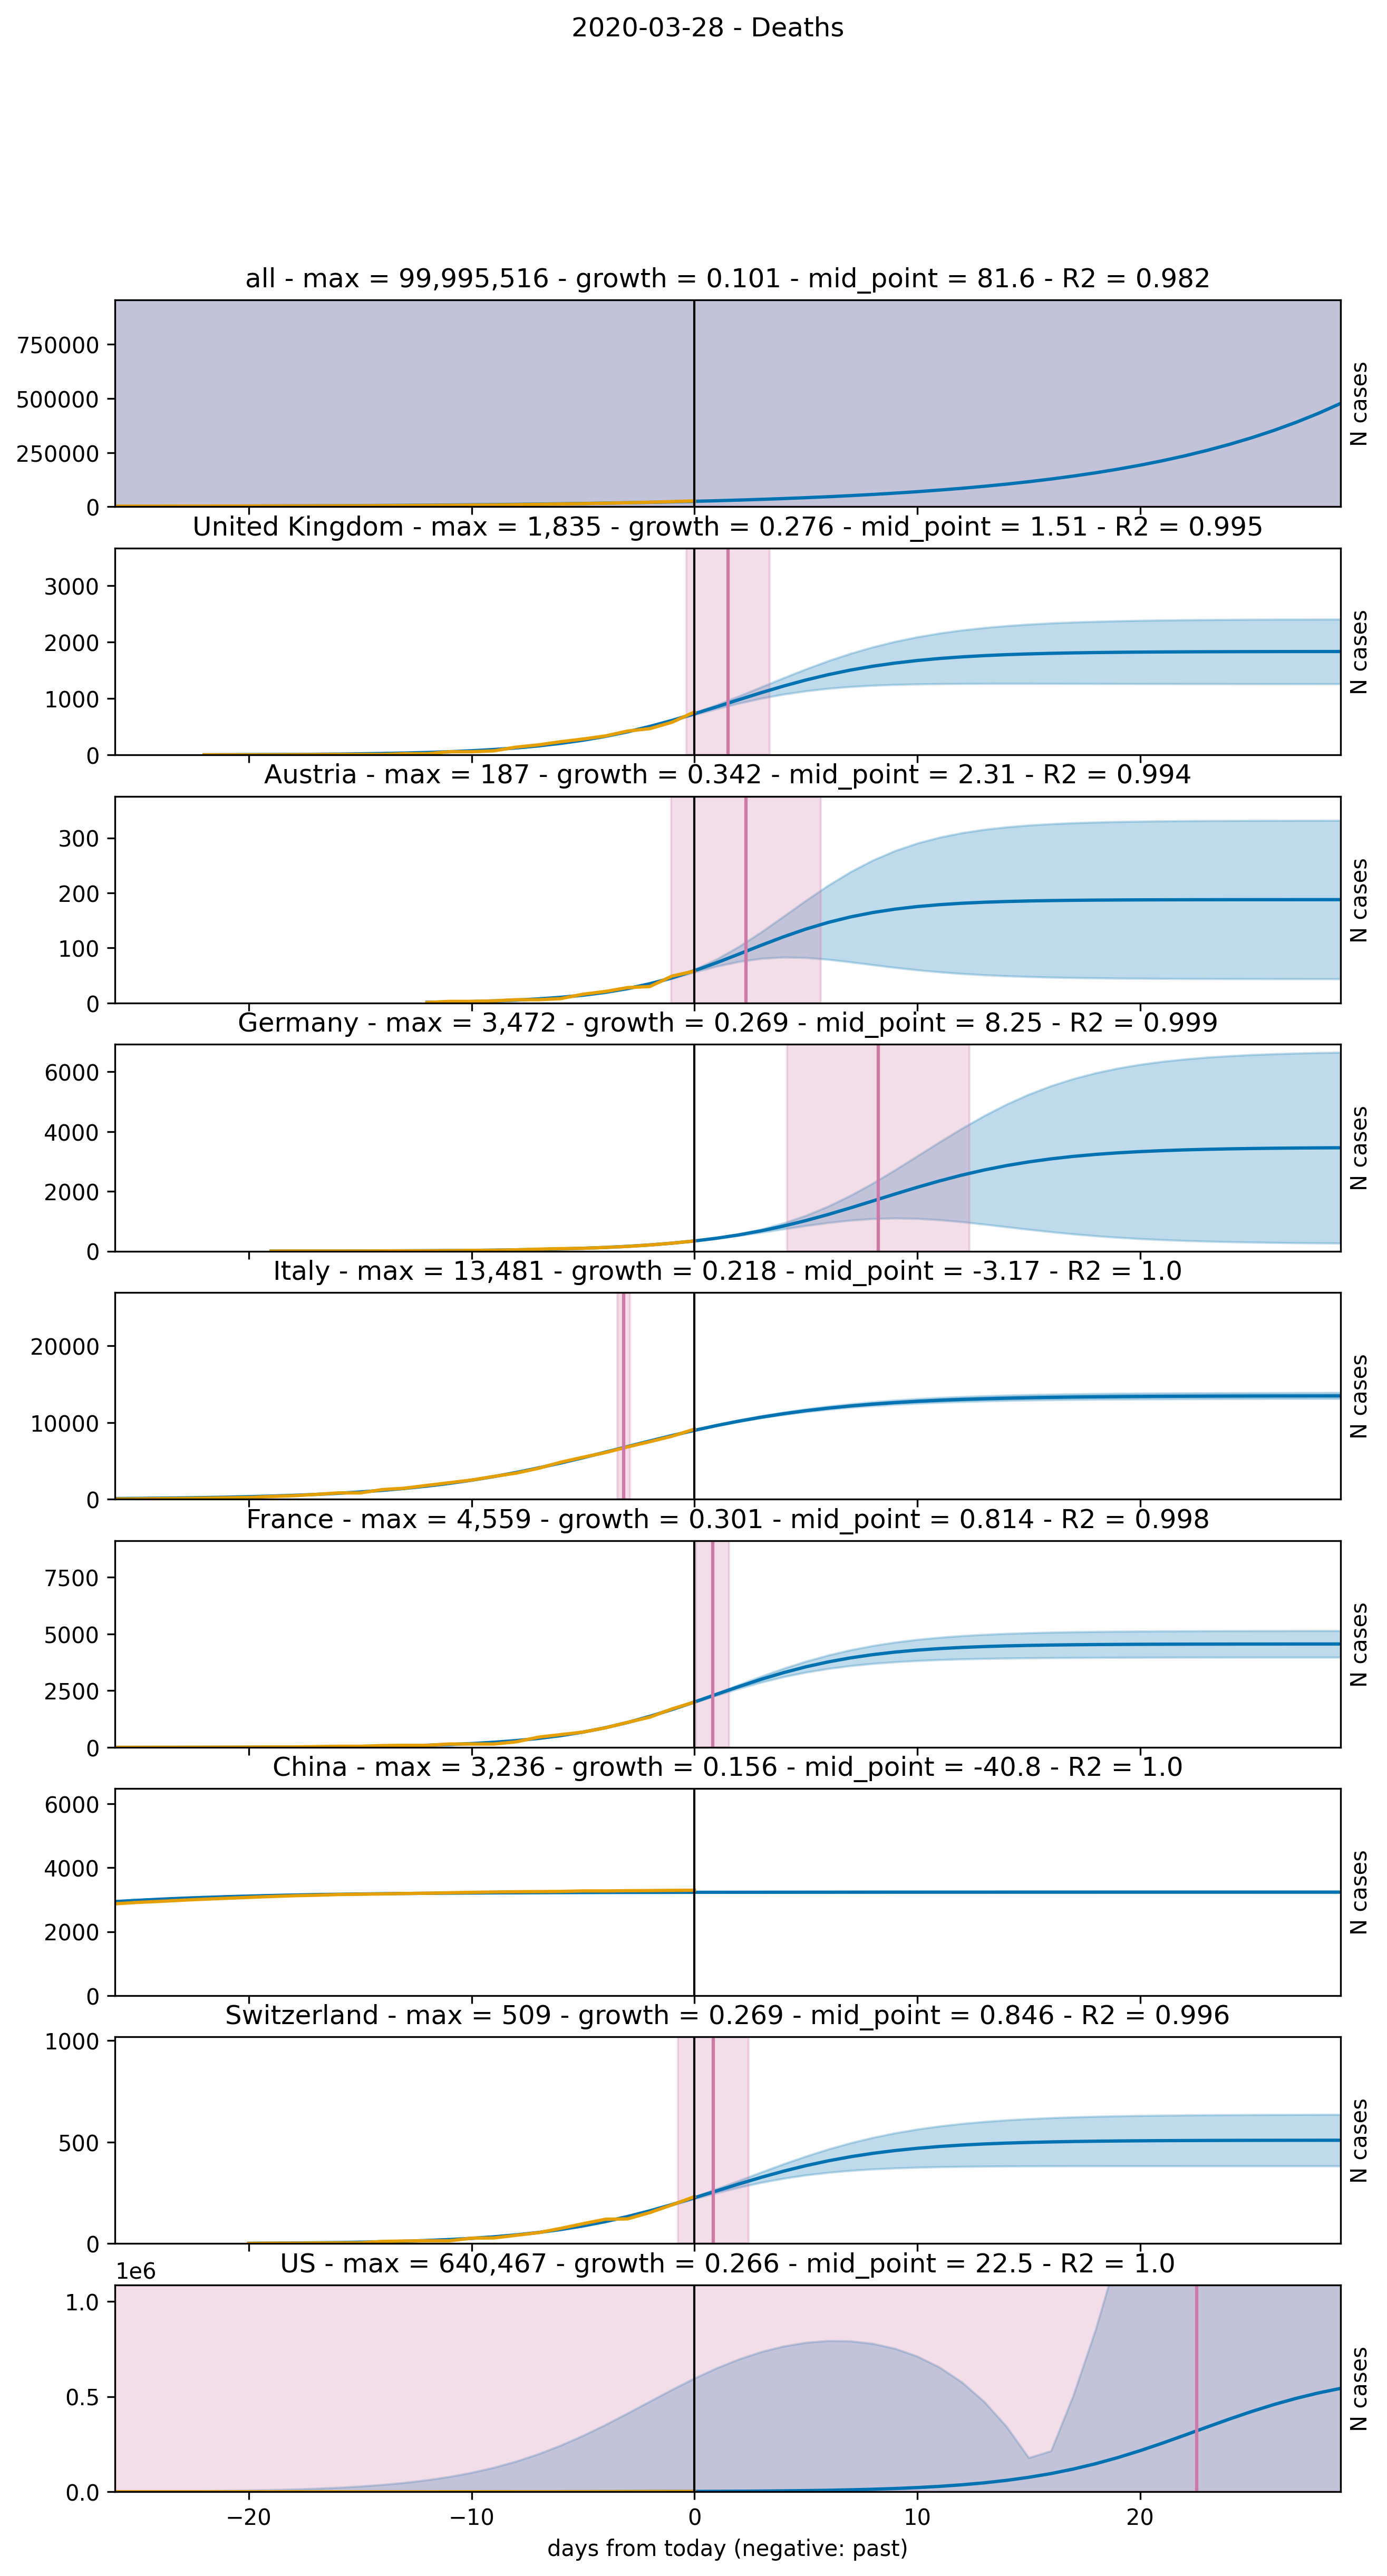 2020-03-28 - Deaths
all - max = 99,995,516 - growth = 0.101 - mid_point = 81.6 - R2 = 0.982
750000
500000
250000
0
N cases
United Kingdom - max = 1,835 - growth = 0.276 - mid_point = 1.51 - R2 = 0.995
3000
2000
1000
0
N cases
Austria - max = 187 - growth = 0.342 - mid_point = 2.31 - R2 = 0.994
300
200
100
0
N cases
Germany - max = 3,472 - growth = 0.269 - mid_point = 8.25 - R2 = 0.999
6000
4000
2000
0
N cases
Italy - max = 13,481 - growth = 0.218 - mid_point = -3.17 - R2 = 1.0
20000
10000
0
N cases
France - max = 4,559 - growth = 0.301 - mid_point = 0.814 - R2 = 0.998
7500
5000
2500
0
N cases
China - max = 3,236 - growth = 0.156 - mid_point = -40.8 - R2 = 1.0
6000
4000
2000
0
N cases
Switzerland - max = 509 - growth = 0.269 - mid_point = 0.846 - R2 = 0.996
1000
500
0
N cases
US - max = 640,467 - growth = 0.266 - mid_point = 22.5 - R2 = 1.0
1e6
1.0
0.5
0.0
N cases
−20 −10 0 10 20
days from today (negative: past)